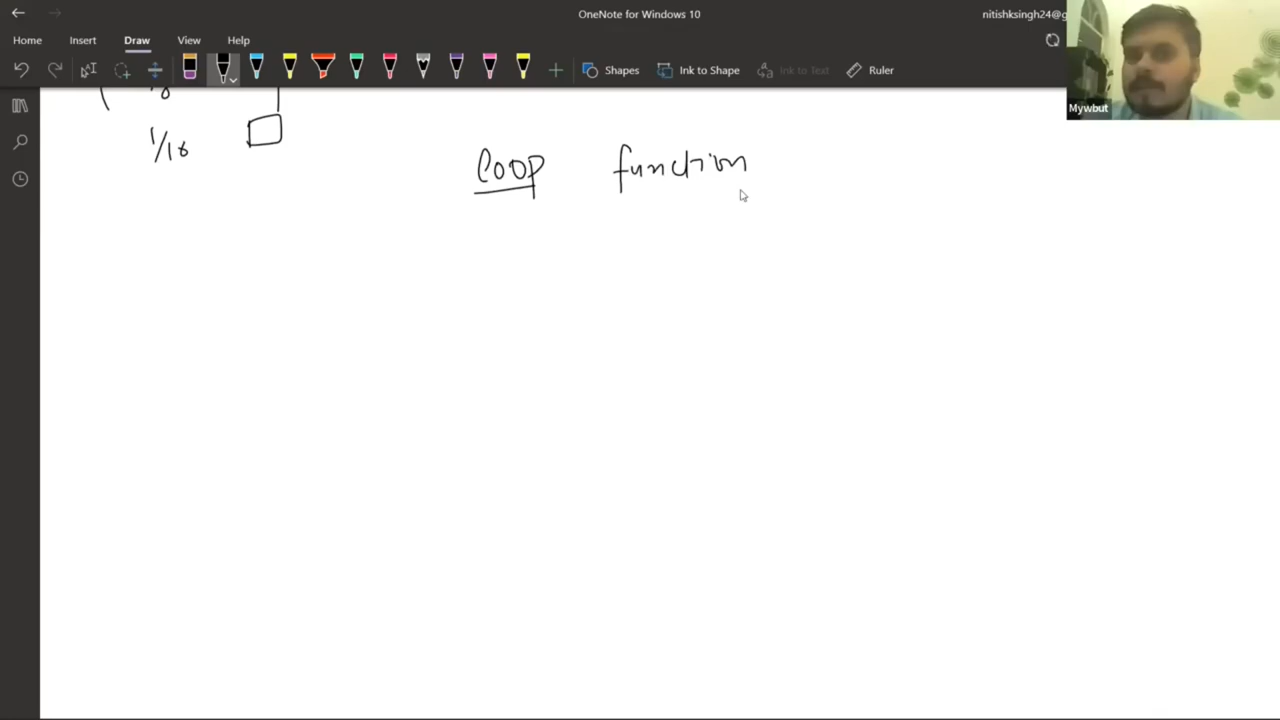 OneNote for Windows 10
nitishksingh24@g
Home Insert Draw View Help
Shapes Ink to Shape Ink to Text Ruler
Mywbut
1/16
loop function